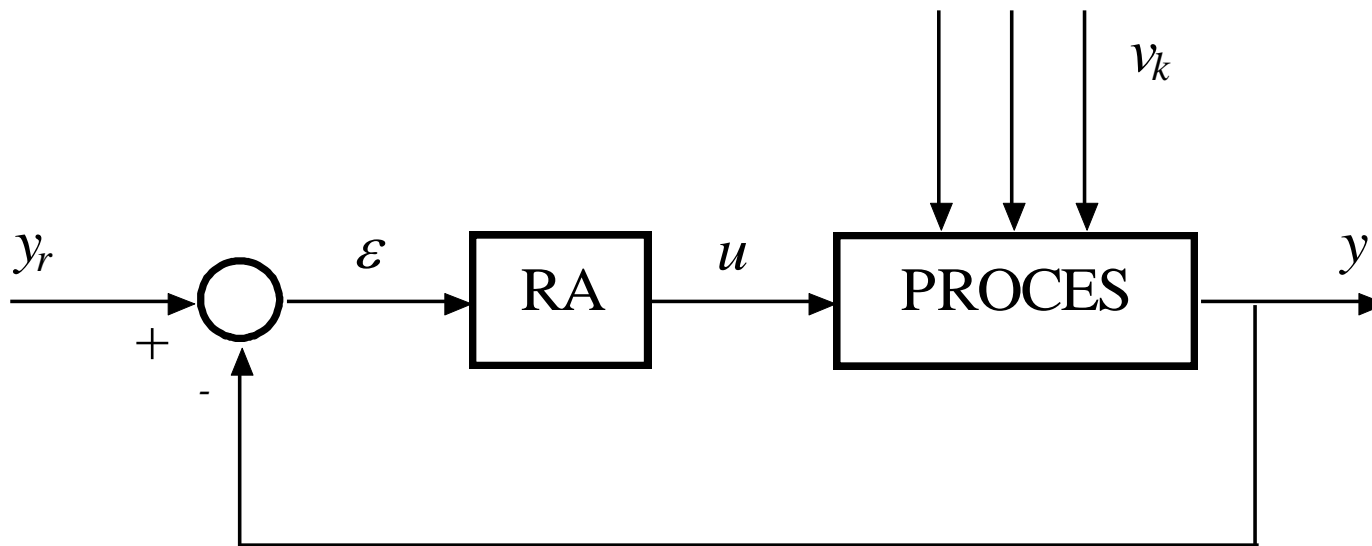 v_k
y_r
ε
RA
u
PROCES
y
+
-